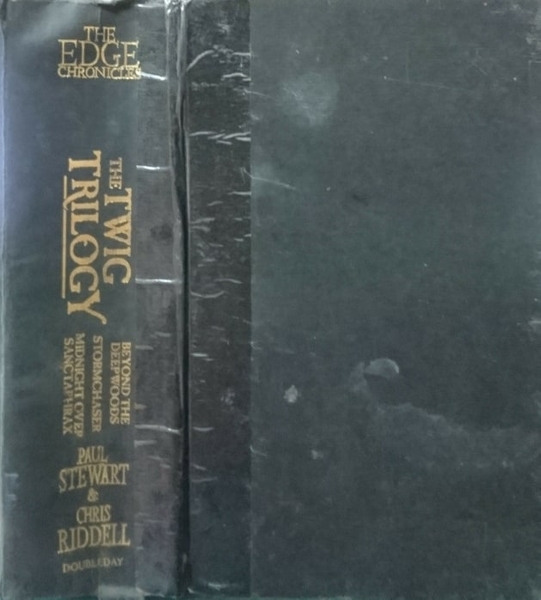 THE
EDGE
CHRONICLES
THE TWIG
TRILOGY
BEYOND THE
DEEPWOODS
STORMCHASER
MIDNIGHT OVER
SANCTAPHRAX
PAUL
STEWART
&
CHRIS
RIDDELL
DOUBLEDAY